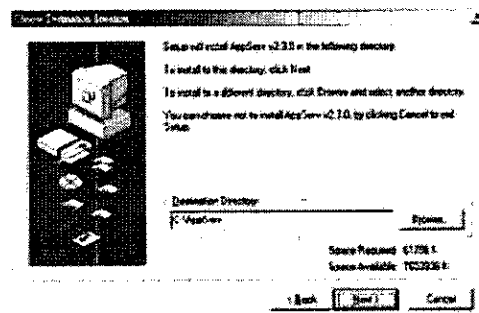 Choose Destination Location
Setup will install AppServ v2.3.0 in the following directory.
To install to this directory, click Next
To install to a different directory, click Browse and select another directory.
You can choose not to install AppServ v2.3.0, by clicking Cancel to exit
Setup.
Destination Directory
C:\AppServ
Browse...
Space Required: k
Space Available: k
< Back
Next >
Cancel